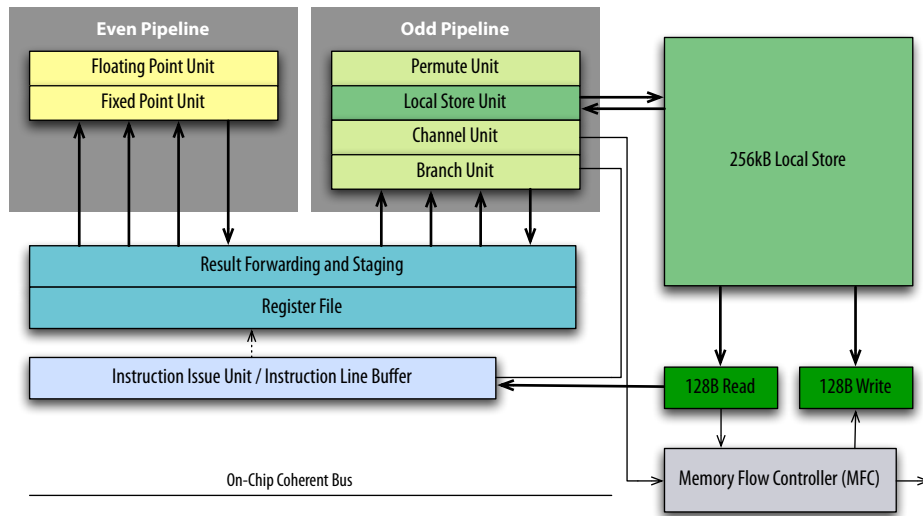 Even Pipeline
Odd Pipeline
Floating Point Unit
Fixed Point Unit
Permute Unit
Local Store Unit
Channel Unit
Branch Unit
256kB Local Store
Result Forwarding and Staging
Register File
Instruction Issue Unit / Instruction Line Buffer
128B Read
128B Write
On-Chip Coherent Bus
Memory Flow Controller (MFC)